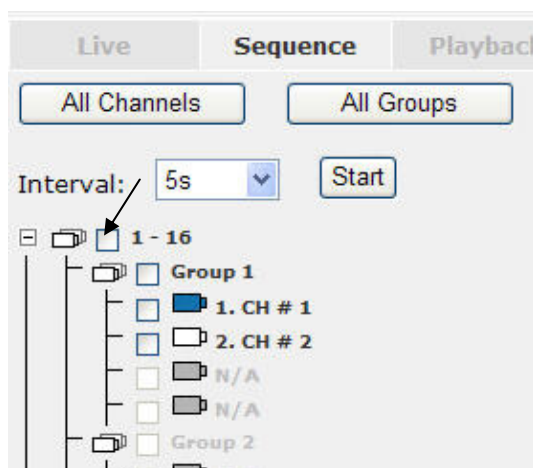 Live Sequence Playbac
All Channels All Groups
Interval: 5s Start
1 - 16
Group 1
1. CH # 1
2. CH # 2
N/A
N/A
Group 2